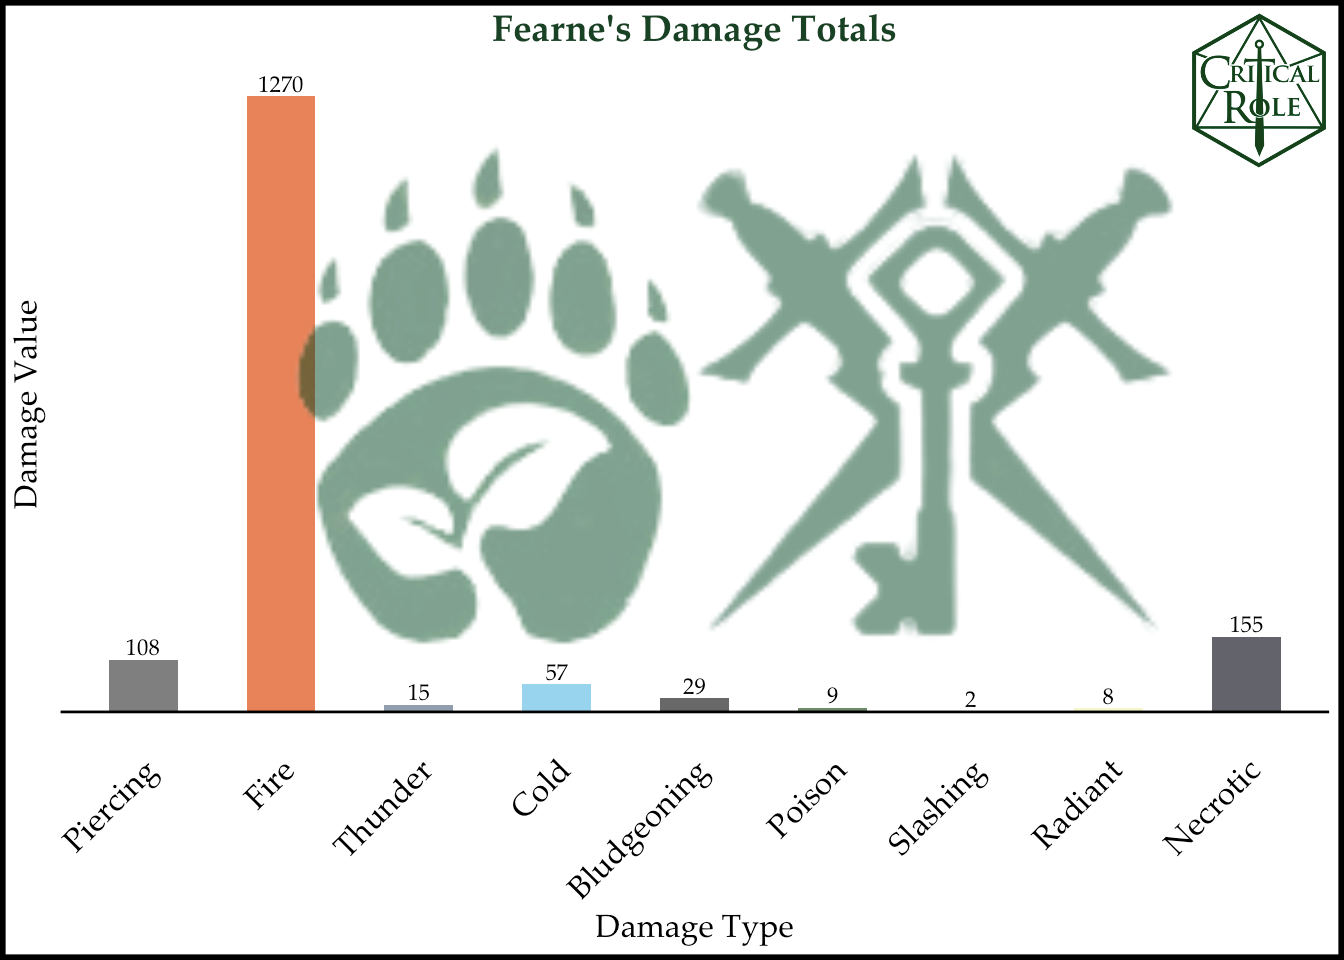 Fearne's Damage Totals
CRITICAL
ROLE
1270
108
15
57
29
9
2
8
155
Damage Value
Piercing
Fire
Thunder
Cold
Bludgeoning
Poison
Slashing
Radiant
Necrotic
Damage Type